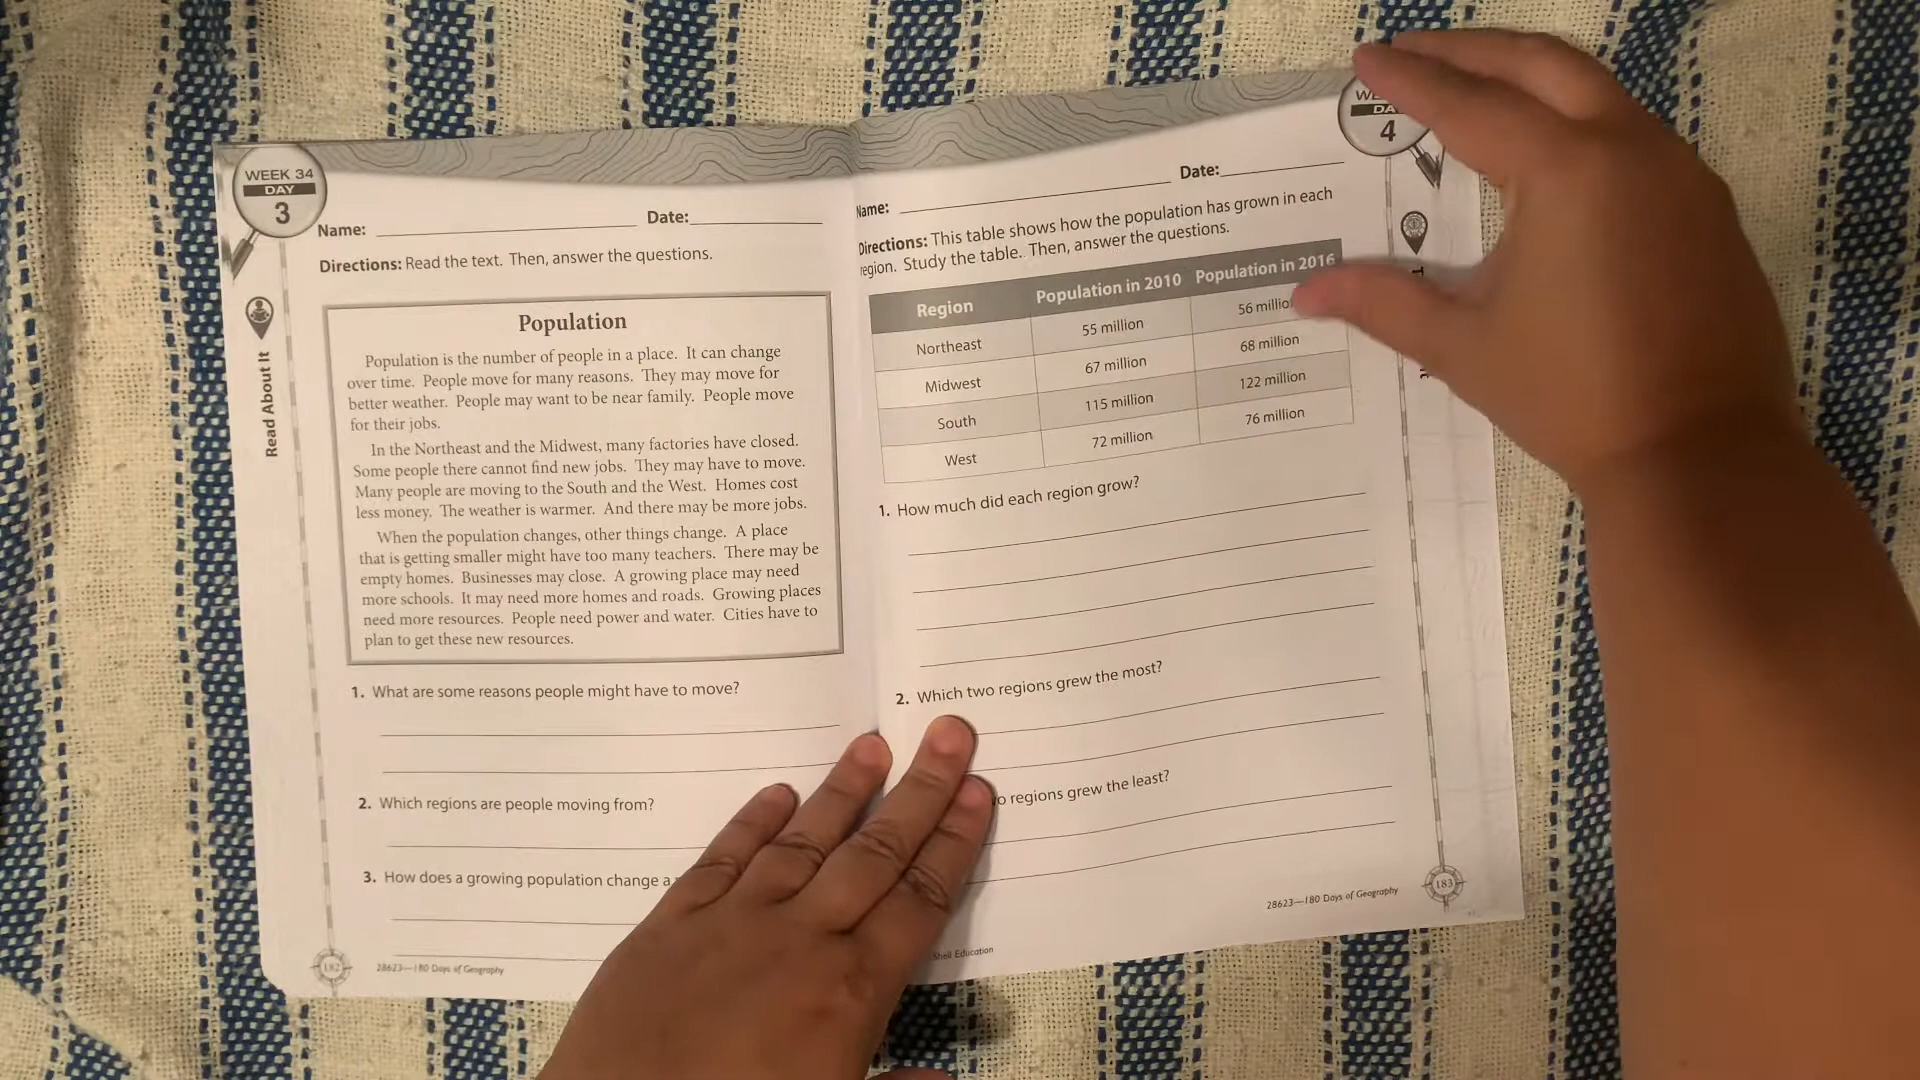 WEEK 34
DAY
3
Name:
Date:
Directions: Read the text. Then, answer the questions.
Read About It
Population
Population is the number of people in a place. It can change
over time. People move for many reasons. They may move for
better weather. People may want to be near family. People move
for their jobs.
In the Northeast and the Midwest, many factories have closed.
Some people there cannot find new jobs. They may have to move.
Many people are moving to the South and the West. Homes cost
less money. The weather is warmer. And there may be more jobs.
When the population changes, other things change. A place
that is getting smaller might have too many teachers. There may be
empty homes. Businesses may close. A growing place may need
more schools. It may need more homes and roads. Growing places
need more resources. People need power and water. Cities have to
plan to get these new resources.
1. What are some reasons people might have to move?
2. Which regions are people moving from?
3. How does a growing population change a
182
28623—180 Days of Geography
4
Name:
Date:
Directions: This table shows how the population has grown in each
region. Study the table. Then, answer the questions.
Region Population in 2010 Population in 2016
Northeast 55 million 56 millio
Midwest 67 million 68 million
South 115 million 122 million
West 72 million 76 million
1. How much did each region grow?
2. Which two regions grew the most?
regions grew the least?
Shell Education
28623—180 Days of Geography
183